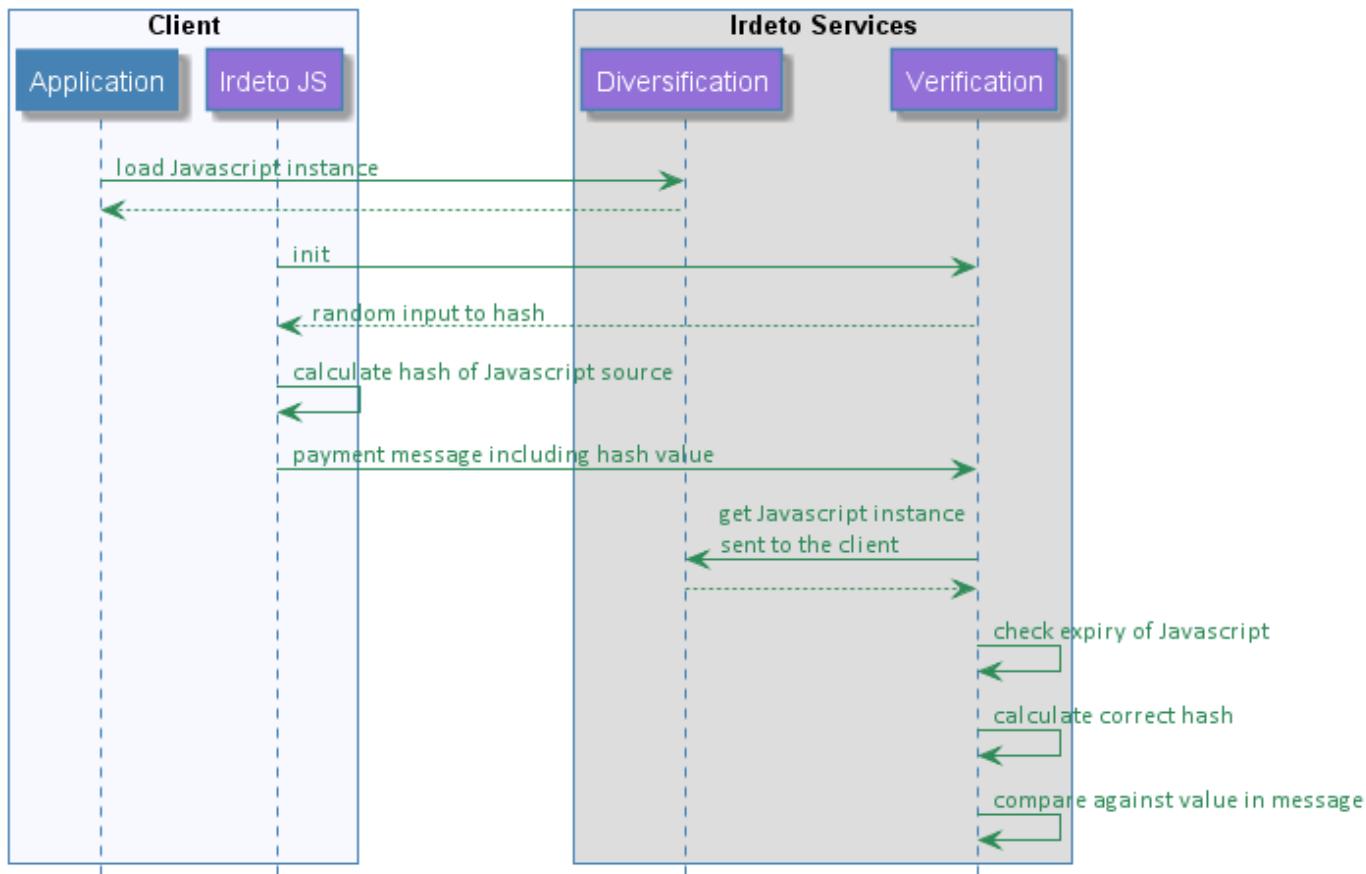 Client
Irdeto Services
Application
Irdeto JS
Diversification
Verification
load Javascript instance
init
random input to hash
calculate hash of Javascript source
payment message including hash value
get Javascript instance
sent to the client
check expiry of Javascript
calculate correct hash
compare against value in message